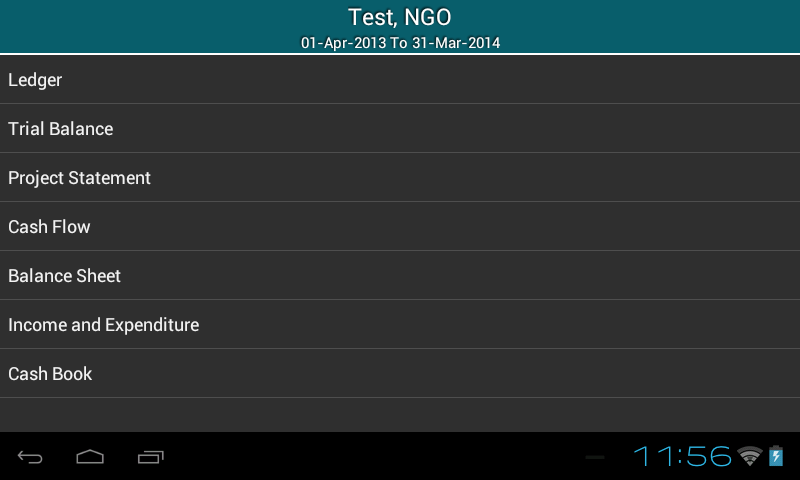 Test, NGO
01-Apr-2013 To 31-Mar-2014
Ledger
Trial Balance
Project Statement
Cash Flow
Balance Sheet
Income and Expenditure
Cash Book
11:56